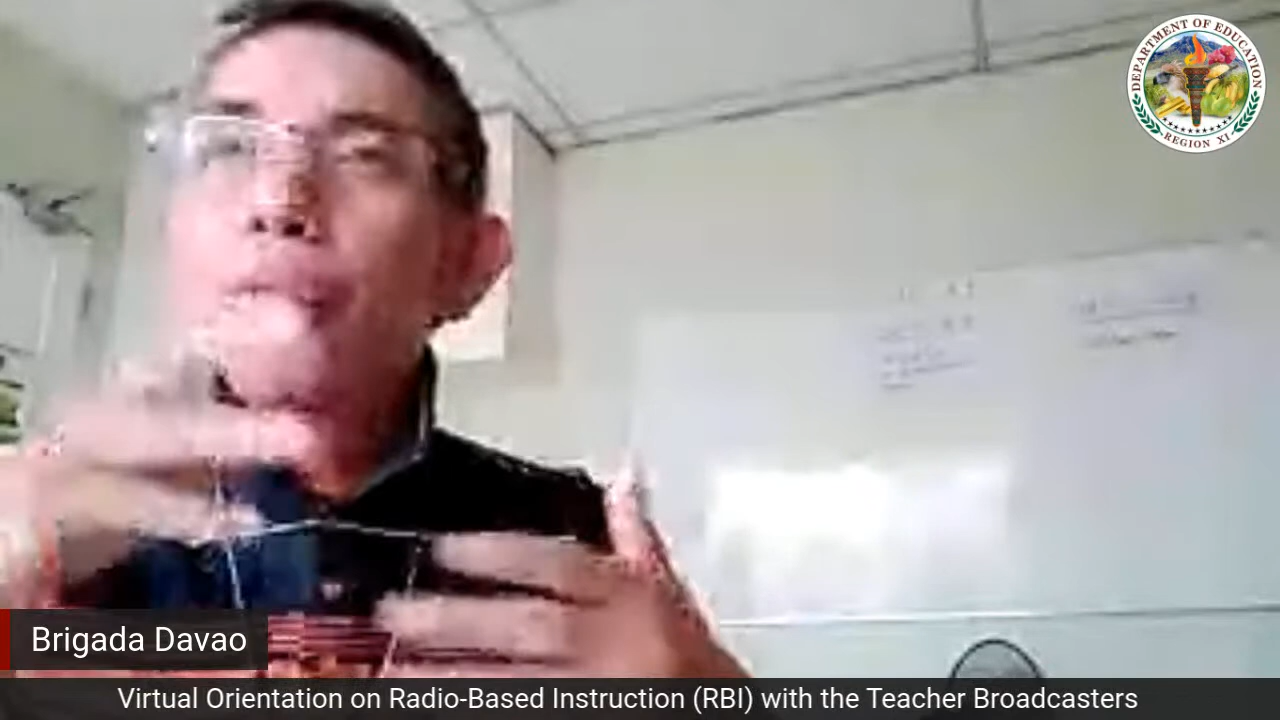 DEPARTMENT OF EDUCATION
REGION XI
Brigada Davao
Virtual Orientation on Radio-Based Instruction (RBI) with the Teacher Broadcasters